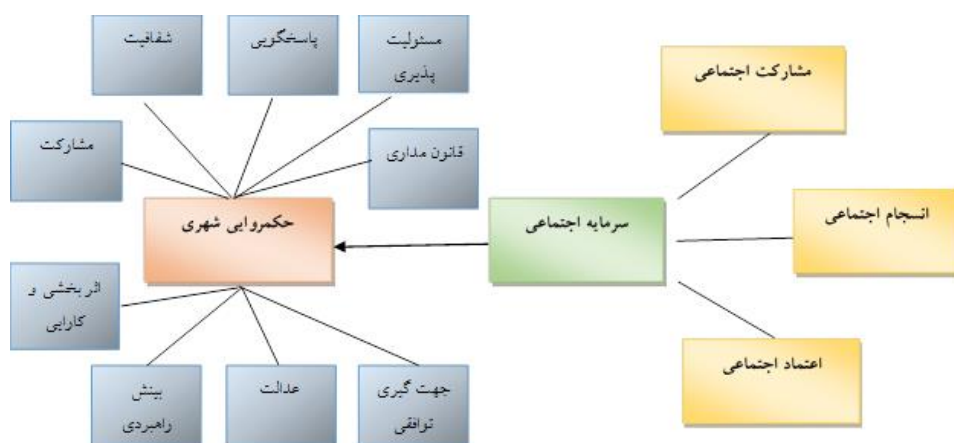 مسئولیت
پذیری
پاسخگویی
شفافیت
مشارکت اجتماعی
قانون مداری
مشارکت
انسجام اجتماعی
سرمایه اجتماعی
حکمروایی شهری
اثربخشی و
کارایی
اعتماد اجتماعی
جهت گیری
توافقی
عدالت
بینش
راهبردی